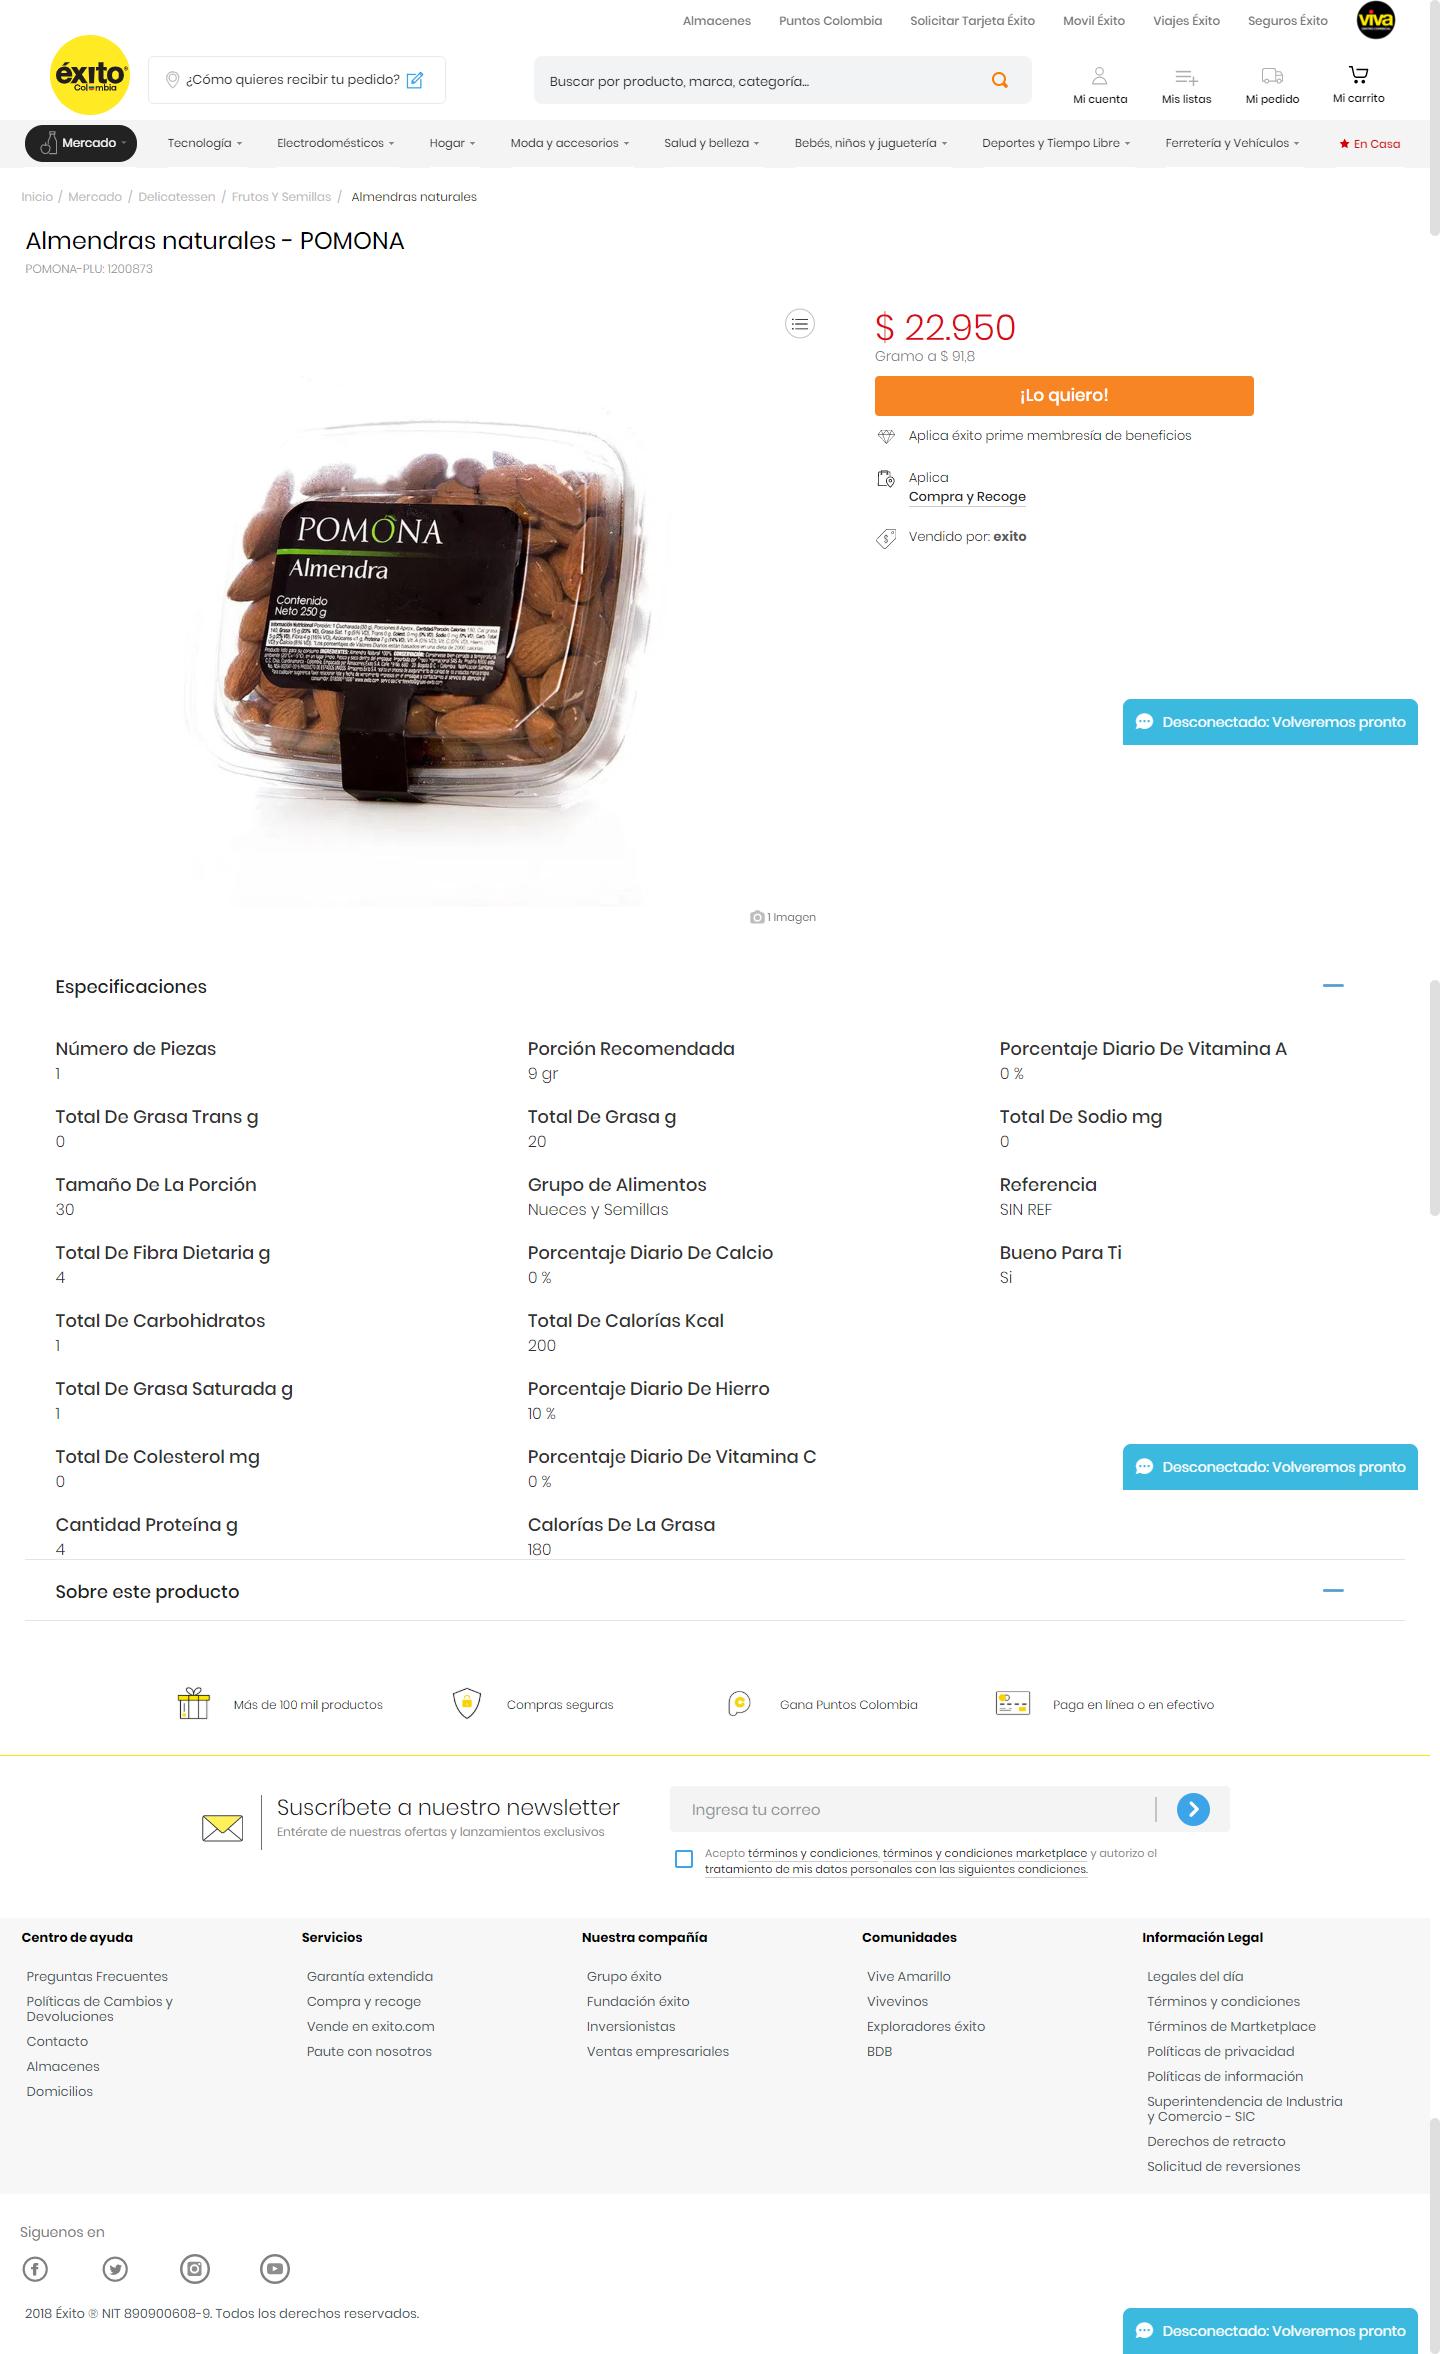 Almacenes Puntos Colombia Solicitar Tarjeta Éxito Movil Éxito Viajes Éxito Seguros Éxito viva
éxito
Colombia
¿Cómo quieres recibir tu pedido?
Buscar por producto, marca, categoría...
Mi cuenta Mis listas Mi pedido Mi carrito
Mercado Tecnología Electrodomésticos Hogar Moda y accesorios Salud y belleza Bebés, niños y juguetería Deportes y Tiempo Libre Ferretería y Vehículos En Casa
Inicio / Mercado / Delicatessen / Frutos Y Semillas / Almendras naturales
Almendras naturales - POMONA
POMONA-PLU: 1200873
$ 22.950
Gramo a $ 91,8
¡Lo quiero!
Aplica éxito prime membresía de beneficios
Aplica
Compra y Recoge
Vendido por: exito
POMONA
Almendra
Contenido
Neto 250 g
Desconectado: Volveremos pronto
1 Imagen
Especificaciones
Número de Piezas
1
Total De Grasa Trans g
0
Tamaño De La Porción
30
Total De Fibra Dietaria g
4
Total De Carbohidratos
1
Total De Grasa Saturada g
1
Total De Colesterol mg
0
Cantidad Proteína g
4
Porción Recomendada
9 gr
Total De Grasa g
20
Grupo de Alimentos
Nueces y Semillas
Porcentaje Diario De Calcio
0 %
Total De Calorías Kcal
200
Porcentaje Diario De Hierro
10 %
Porcentaje Diario De Vitamina C
0 %
Calorías De La Grasa
180
Porcentaje Diario De Vitamina A
0 %
Total De Sodio mg
0
Referencia
SIN REF
Bueno Para Ti
Si
Desconectado: Volveremos pronto
Sobre este producto
Más de 100 mil productos Compras seguras Gana Puntos Colombia Paga en línea o en efectivo
Suscríbete a nuestro newsletter
Entérate de nuestras ofertas y lanzamientos exclusivos
Ingresa tu correo
Acepto términos y condiciones, términos y condiciones marketplace y autorizo el
tratamiento de mis datos personales con las siguientes condiciones.
Centro de ayuda
Preguntas Frecuentes
Políticas de Cambios y
Devoluciones
Contacto
Almacenes
Domicilios
Servicios
Garantía extendida
Compra y recoge
Vende en exito.com
Paute con nosotros
Nuestra compañía
Grupo éxito
Fundación éxito
Inversionistas
Ventas empresariales
Comunidades
Vive Amarillo
Vivevinos
Exploradores éxito
BDB
Información Legal
Legales del día
Términos y condiciones
Términos de Martketplace
Políticas de privacidad
Políticas de información
Superintendencia de Industria
y Comercio - SIC
Derechos de retracto
Solicitud de reversiones
Siguenos en
2018 Éxito ® NIT 890900608-9. Todos los derechos reservados.
Desconectado: Volveremos pronto